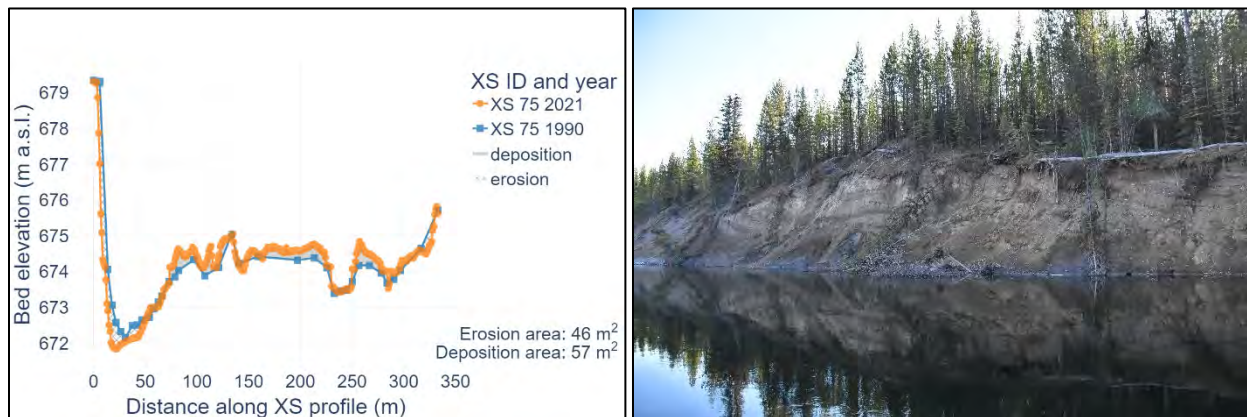 XS ID and year
XS 75 2021
XS 75 1990
deposition
erosion
Bed elevation (m a.s.l.)
679
678
677
676
675
674
673
672
Erosion area: 46 m²
Deposition area: 57 m²
0 50 100 150 200 250 300 350
Distance along XS profile (m)